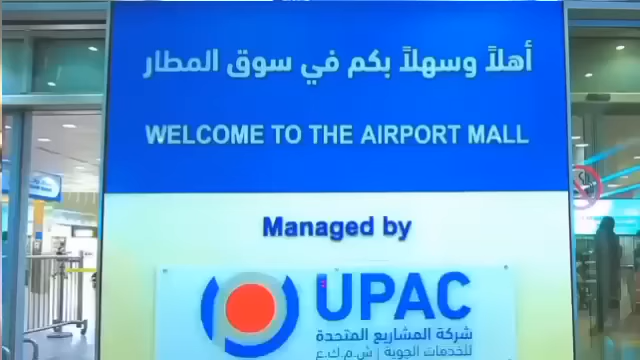 أهلاً وسهلاً بكم في سوق المطار
WELCOME TO THE AIRPORT MALL
Managed by
UPAC
شركة المشاريع المتحدة
للخدمات الجوية | ش.م.ك.ع